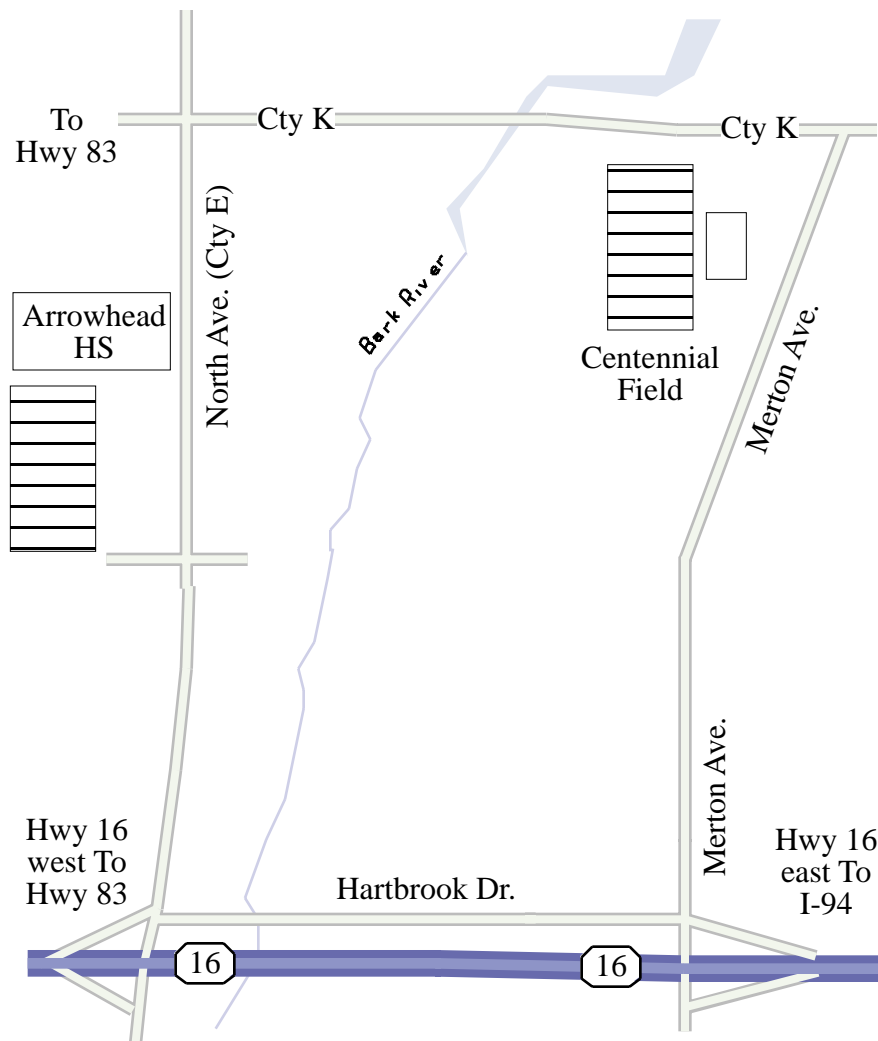 To
Hwy 83
Cty K
Cty K
North Ave. (Cty E)
Bark River
Arrowhead
HS
Centennial
Field
Merton Ave.
Merton Ave.
Hwy 16
west To
Hwy 83
Hartbrook Dr.
Hwy 16
east To
I-94
16
16